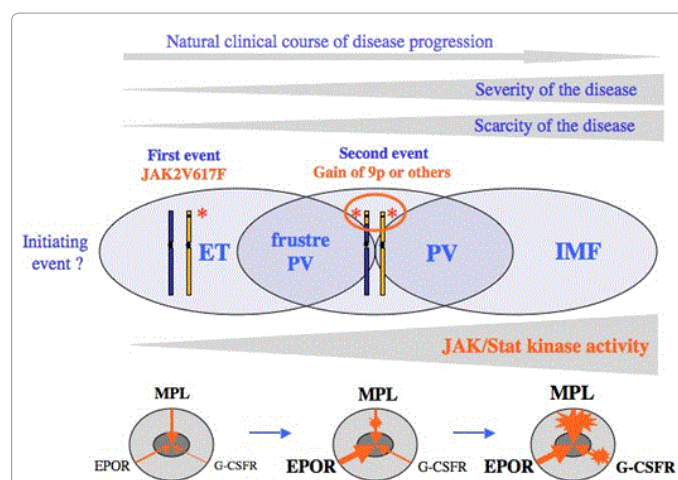 Natural clinical course of disease progression
Severity of the disease
Scarcity of the disease
First event
JAK2V617F
Second event
Gain of 9p or others
* * *
Initiating
event ?
ET
frustre
PV
PV
IMF
JAK/Stat kinase activity
MPL
EPOR
G-CSFR
MPL
EPOR
G-CSFR
MPL
EPOR
G-CSFR